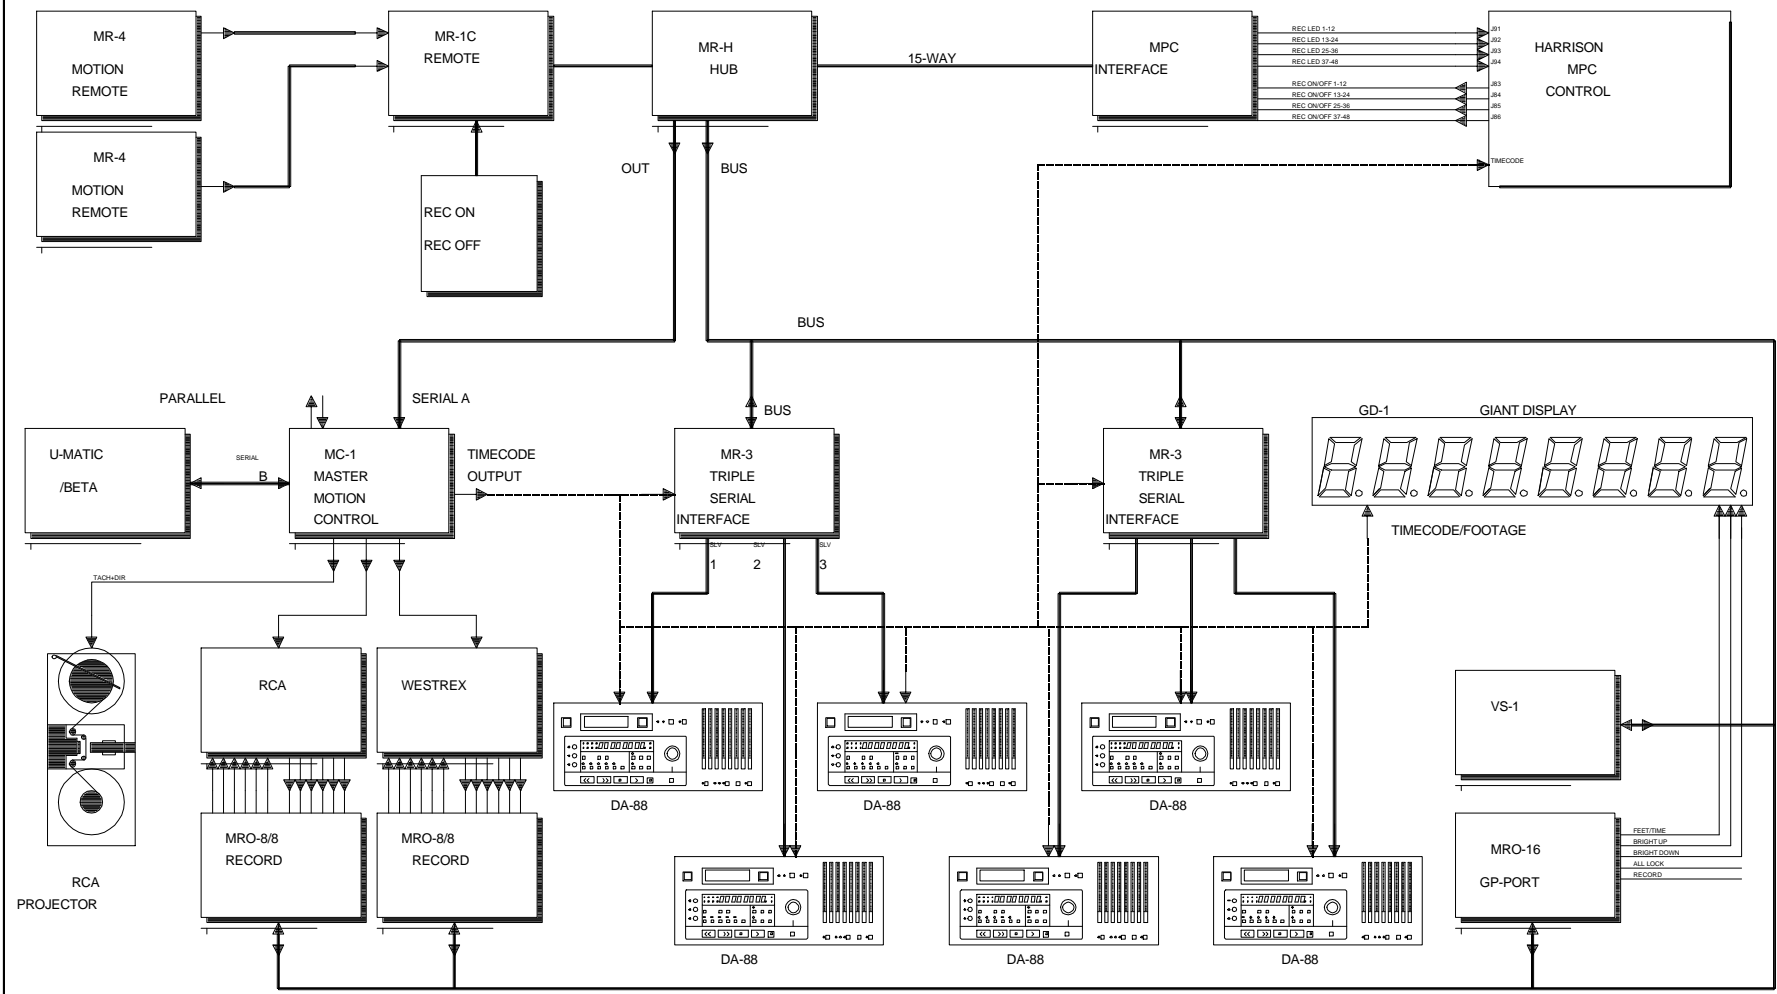 MR-4
MOTION
REMOTE
MR-1C
REMOTE
MR-H
HUB
15-WAY
MPC
INTERFACE
REC LED 1-12
REC LED 13-24
REC LED 25-36
REC LED 37-48
REC ON/OFF 1-12
REC ON/OFF 13-24
REC ON/OFF 25-36
REC ON/OFF 37-48
J91
J92
J93
J94
J83
J84
J85
J86
TIMECODE
HARRISON
MPC
CONTROL
MR-4
MOTION
REMOTE
REC ON
REC OFF
OUT
BUS
BUS
PARALLEL
SERIAL A
BUS
GD-1
GIANT DISPLAY
U-MATIC
/BETA
SERIAL
B
MC-1
MASTER
MOTION
CONTROL
TIMECODE
OUTPUT
MR-3
TRIPLE
SERIAL
INTERFACE
MR-3
TRIPLE
SERIAL
INTERFACE
TIMECODE/FOOTAGE
SLV
1
SLV
2
SLV
3
TACH+DIR
RCA
WESTREX
VS-1
DA-88
DA-88
DA-88
MRO-8/8
RECORD
MRO-8/8
RECORD
MRO-16
GP-PORT
FEET/TIME
BRIGHT UP
BRIGHT DOWN
ALL LOCK
RECORD
RCA
PROJECTOR
DA-88
DA-88
DA-88